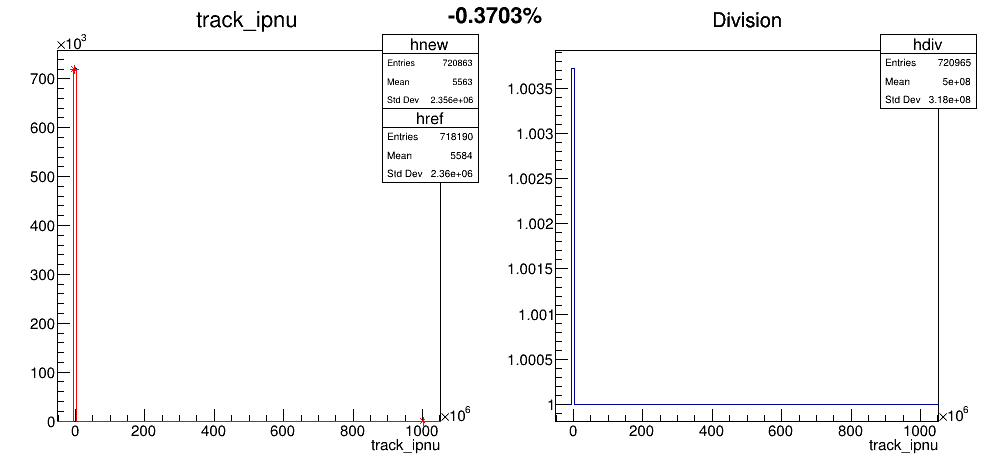 -0.3703%
track_ipnu
×10³
hnew
Entries 720863
Mean 5563
Std Dev 2.356e+06
href
Entries 718190
Mean 5584
Std Dev 2.36e+06
700
600
500
400
300
200
100
0
0 200 400 600 800 1000 ×10⁶
track_ipnu
Division
hdiv
Entries 720965
Mean 5e+08
Std Dev 3.18e+08
1.0035
1.003
1.0025
1.002
1.0015
1.001
1.0005
1
0 200 400 600 800 1000 ×10⁶
track_ipnu